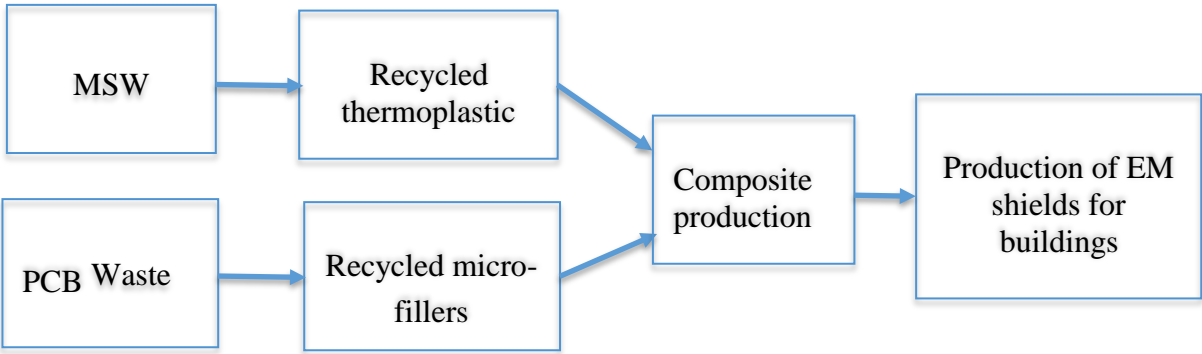 MSW
Recycled
thermoplastic
PCB Waste
Recycled micro-
fillers
Composite
production
Production of EM
shields for
buildings